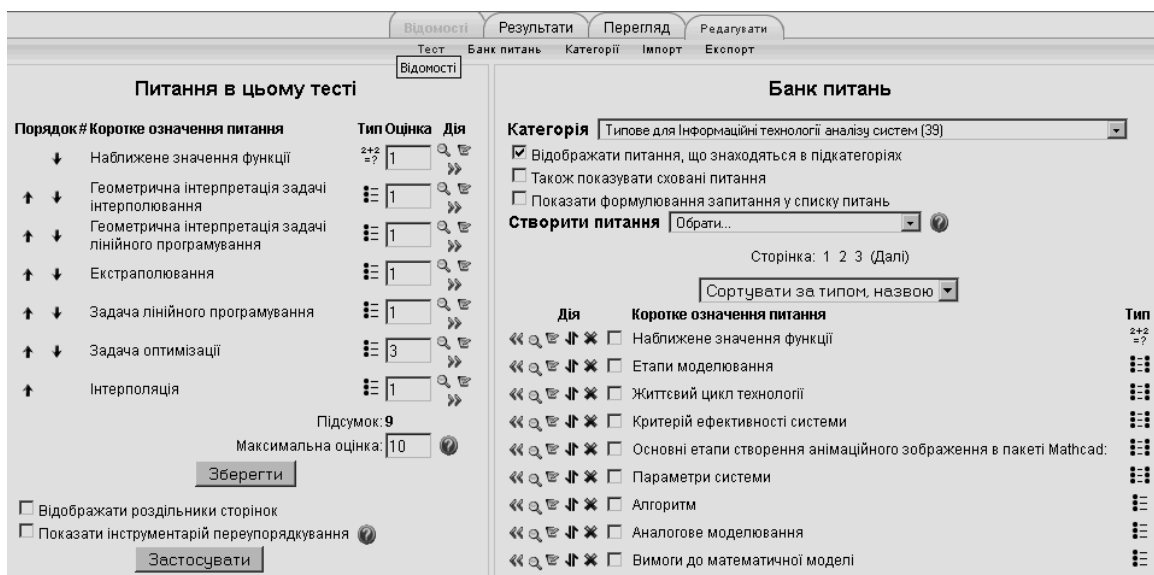 Відомості Результати Перегляд Редагувати
Тест Банк питань Категорії Імпорт Експорт
Відомості
Питання в цьому тесті
Порядок # Коротке означення питання Тип Оцінка Дія
Наближене значення функції 2+2 =? 1
Геометрична інтерпретація задачі
інтерполювання 1
Геометрична інтерпретація задачі
лінійного програмування 1
Екстраполювання 1
Задача лінійного програмування 1
Задача оптимізації 3
Інтерполяція 1
Підсумок: 9
Максимальна оцінка: 10
Зберегти
Відображати роздільники сторінок
Показати інструментарій переупорядкування
Застосувати
Банк питань
Категорія Типове для Інформаційні технології аналізу систем (39)
Відображати питання, що знаходяться в підкатегоріях
Також показувати сховані питання
Показати формулювання запитання у списку питань
Створити питання Обрати...
Сторінка: 1 2 3 (Далі)
Сортувати за типом, назвою
Дія Коротке означення питання Тип
Наближене значення функції 2+2 =?
Етапи моделювання
Життєвий цикл технології
Критерій ефективності системи
Основні етапи створення анімаційного зображення в пакеті Mathcad:
Параметри системи
Алгоритм
Аналогове моделювання
Вимоги до математичної моделі